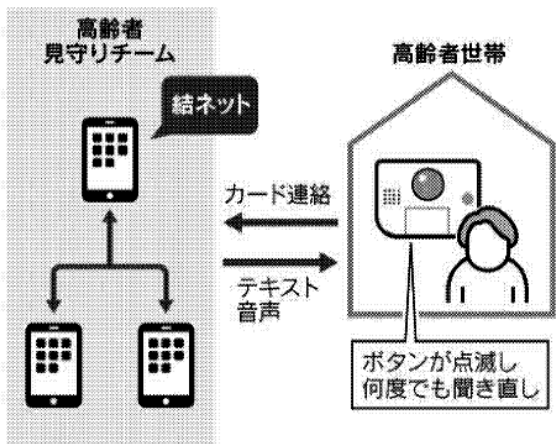 高齢者
見守りチーム
結ネット
高齢者世帯
カード連絡
テキスト
音声
ボタンが点滅し
何度でも聞き直し